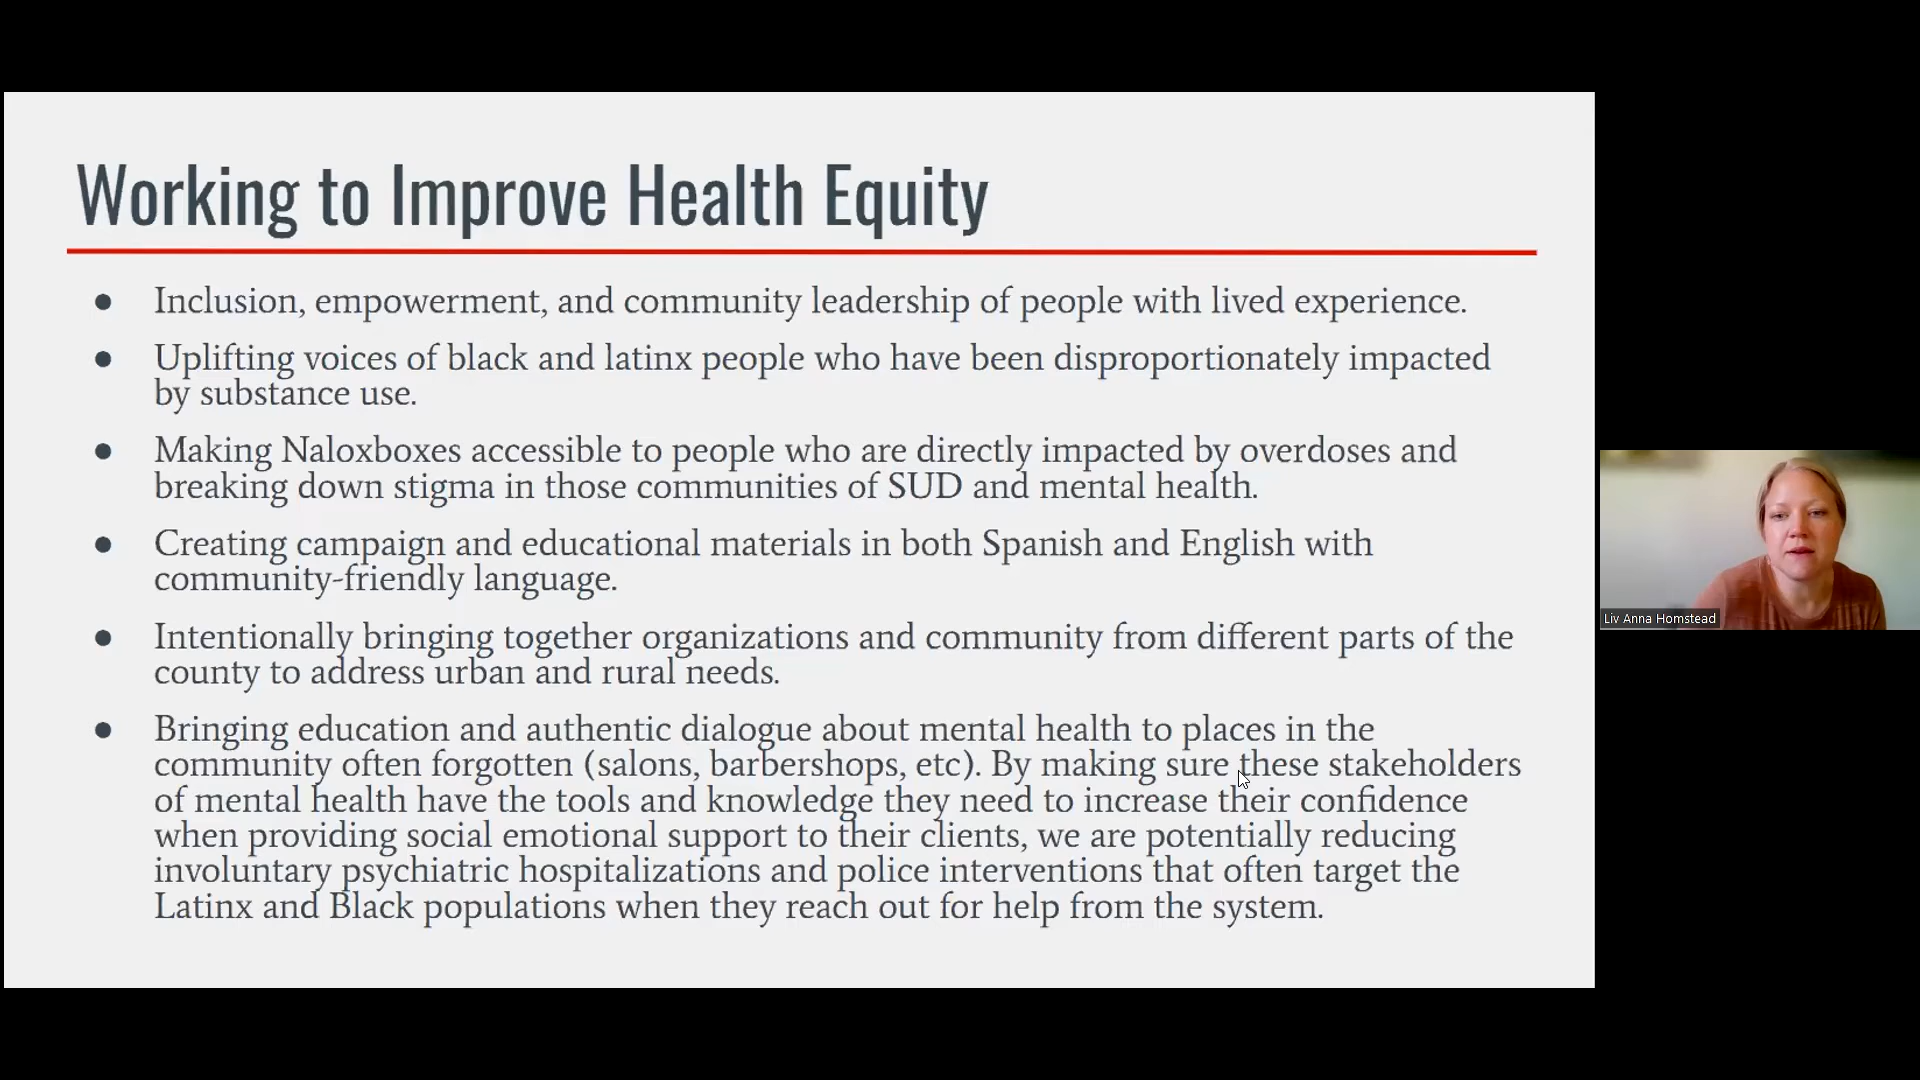 Working to Improve Health Equity
● Inclusion, empowerment, and community leadership of people with lived experience.
● Uplifting voices of black and latinx people who have been disproportionately impacted
by substance use.
● Making Naloxboxes accessible to people who are directly impacted by overdoses and
breaking down stigma in those communities of SUD and mental health.
● Creating campaign and educational materials in both Spanish and English with
community-friendly language.
● Intentionally bringing together organizations and community from different parts of the
county to address urban and rural needs.
● Bringing education and authentic dialogue about mental health to places in the
community often forgotten (salons, barbershops, etc). By making sure these stakeholders
of mental health have the tools and knowledge they need to increase their confidence
when providing social emotional support to their clients, we are potentially reducing
involuntary psychiatric hospitalizations and police interventions that often target the
Latinx and Black populations when they reach out for help from the system.
Liv Anna Homstead